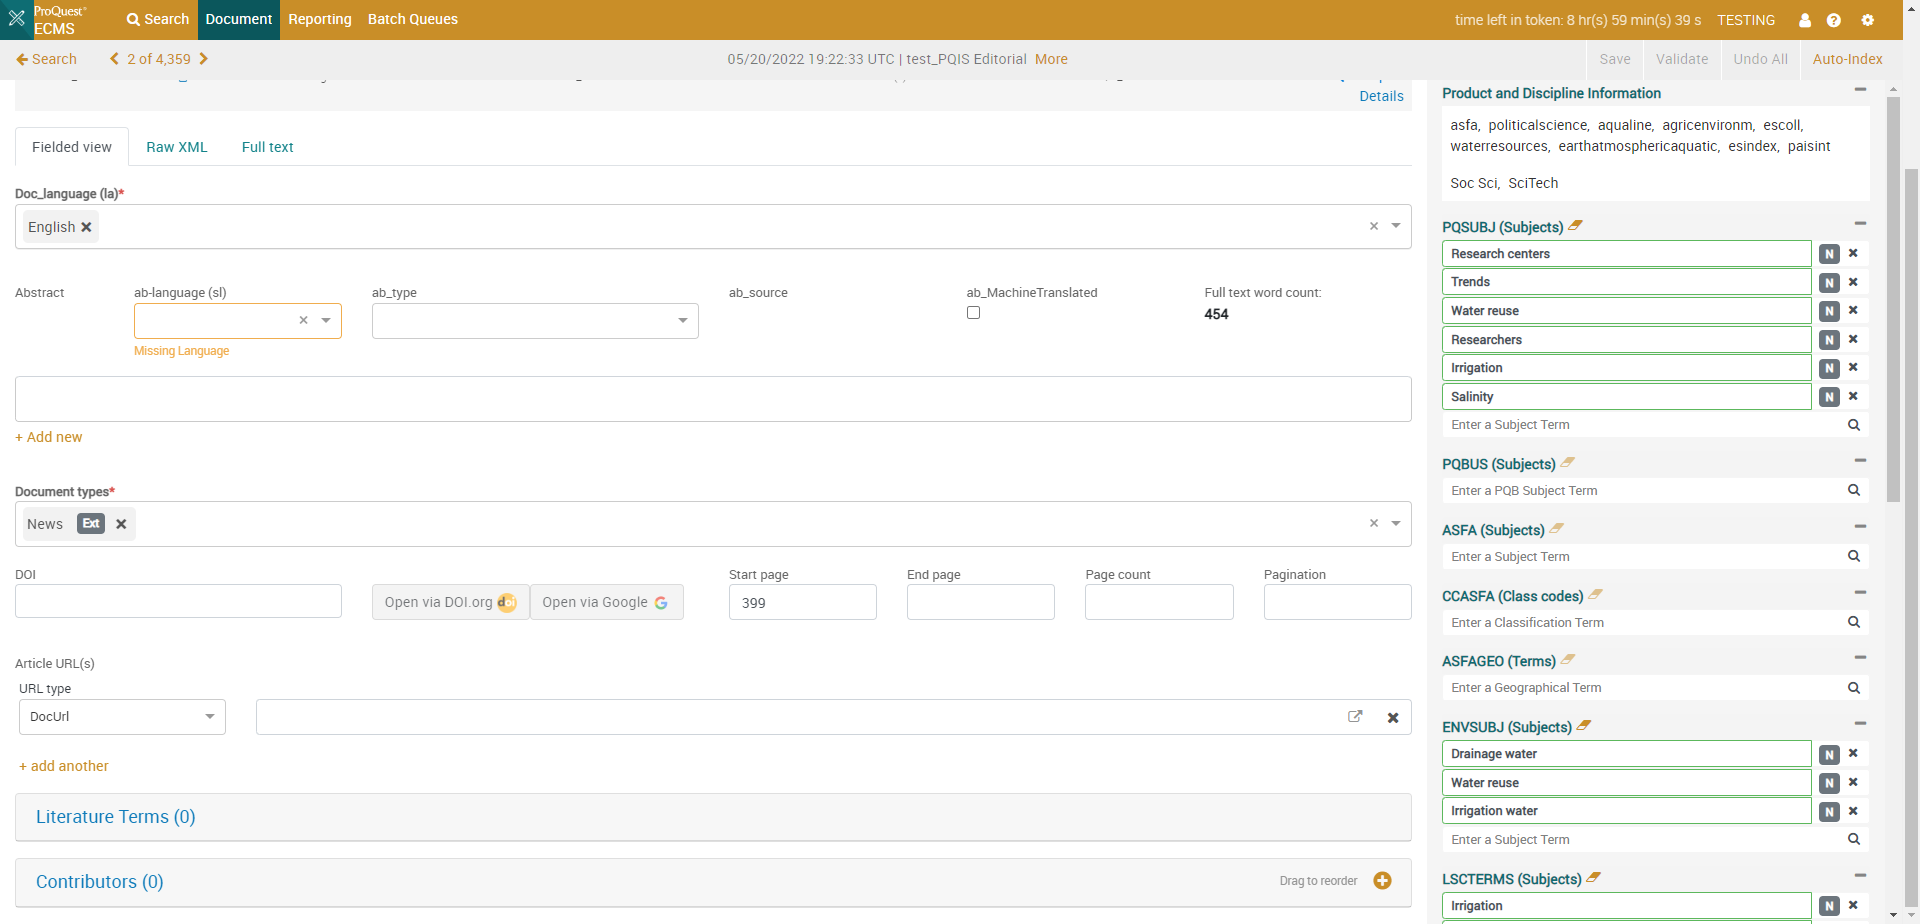 ProQuest
ECMS
Search
Document
Reporting
Batch Queues
time left in token: 8 hr(s) 59 min(s) 39 s
TESTING
Search
2 of 4,359
05/20/2022 19:22:33 UTC | test_PQIS Editorial More
Save
Validate
Undo All
Auto-Index
Details
Fielded view
Raw XML
Full text
Doc_language (la)*
English
Abstract
ab-language (sl)
ab_type
ab_source
ab_MachineTranslated
Full text word count:
454
Missing Language
+ Add new
Document types*
News Ext
DOI
Open via DOI.org doi
Open via Google
Start page
399
End page
Page count
Pagination
Article URL(s)
URL type
DocUrl
+ add another
Literature Terms (0)
Contributors (0)
Drag to reorder
Product and Discipline Information
asfa, politicalscience, aqualine, agricenvironm, escoll,
waterresources, earthatmosphericaquatic, esindex, paisint
Soc Sci, SciTech
PQSUBJ (Subjects)
Research centers N
Trends N
Water reuse N
Researchers N
Irrigation N
Salinity N
Enter a Subject Term
PQBUS (Subjects)
Enter a PQB Subject Term
ASFA (Subjects)
Enter a Subject Term
CCASFA (Class codes)
Enter a Classification Term
ASFAGEO (Terms)
Enter a Geographical Term
ENVSUBJ (Subjects)
Drainage water N
Water reuse N
Irrigation water N
Enter a Subject Term
LSCTERMS (Subjects)
Irrigation N